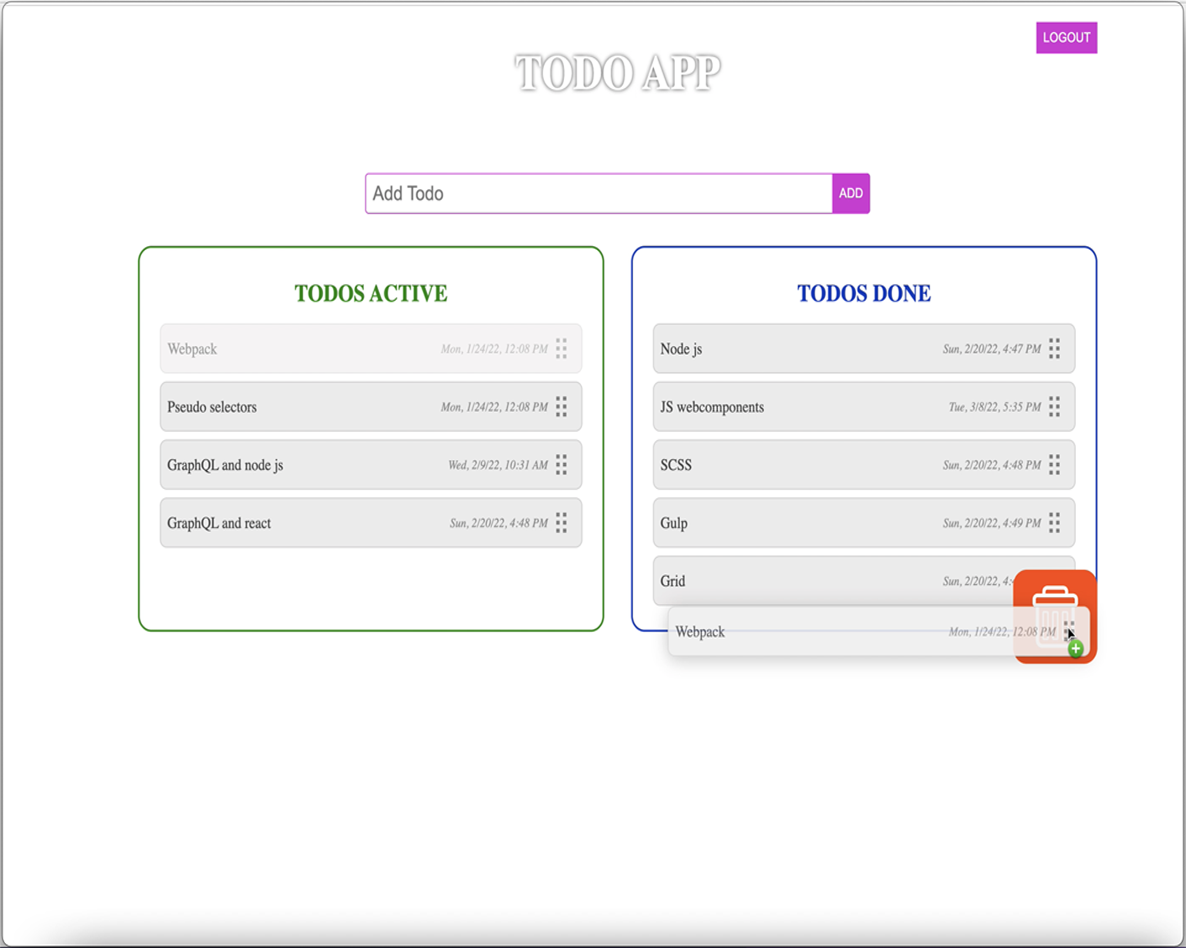 LOGOUT
TODO APP
Add Todo ADD
TODOS ACTIVE
Webpack Mon, 1/24/22, 12:08 PM
Pseudo selectors Mon, 1/24/22, 12:08 PM
GraphQL and node js Wed, 2/9/22, 10:31 AM
GraphQL and react Sun, 2/20/22, 4:48 PM
TODOS DONE
Node js Sun, 2/20/22, 4:47 PM
JS webcomponents Tue, 3/8/22, 5:35 PM
SCSS Sun, 2/20/22, 4:48 PM
Gulp Sun, 2/20/22, 4:49 PM
Grid Sun, 2/20/22, 4:
Webpack Mon, 1/24/22, 12:08 PM